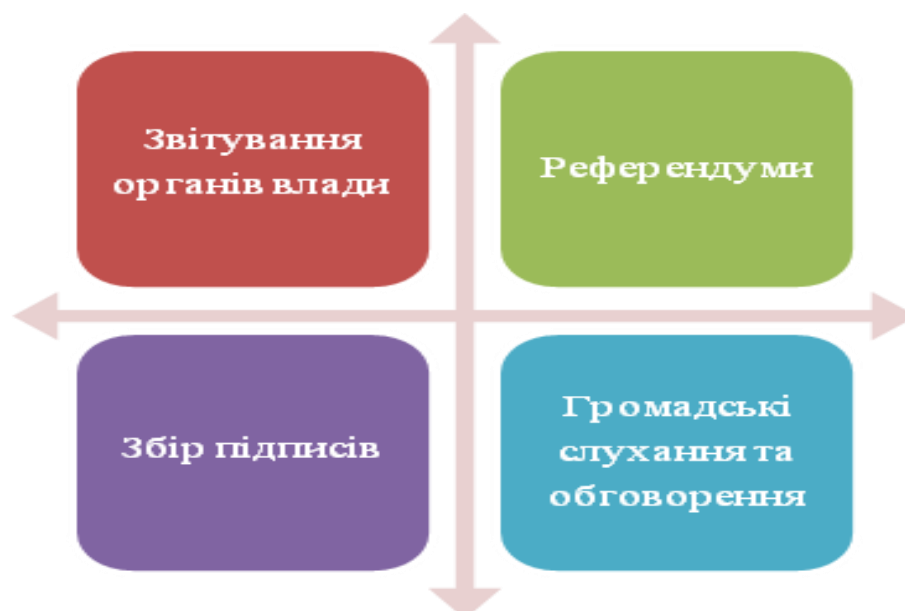 Звітування
органів влади
Референдуми
Збір підписів
Громадські
слухання та
обговорення